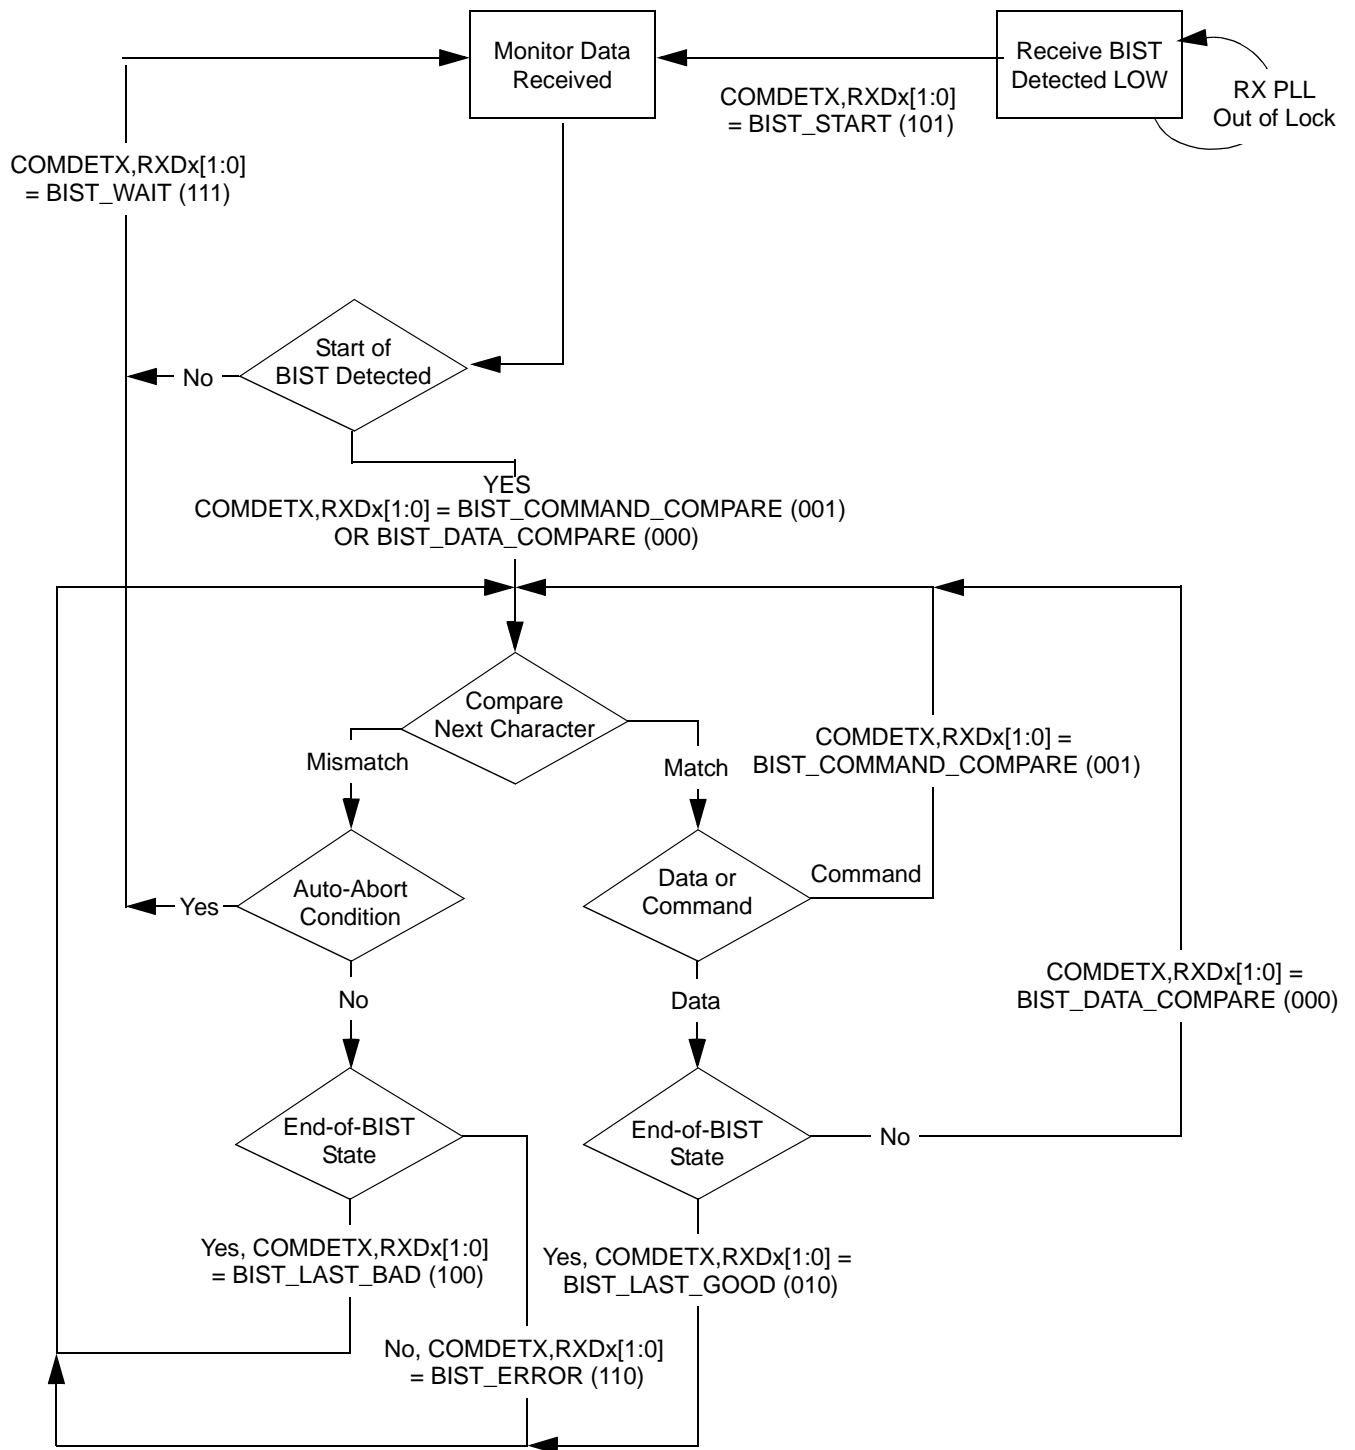 Monitor Data
Received
Receive BIST
Detected LOW
RX PLL
Out of Lock
COMDETX,RXDx[1:0]
= BIST_START (101)
COMDETX,RXDx[1:0]
= BIST_WAIT (111)
Start of
BIST Detected
No
YES
COMDETX,RXDx[1:0] = BIST_COMMAND_COMPARE (001)
OR BIST_DATA_COMPARE (000)
Compare
Next Character
Mismatch
Match
COMDETX,RXDx[1:0] =
BIST_COMMAND_COMPARE (001)
Auto-Abort
Condition
Yes
Data or
Command
Command
No
Data
COMDETX,RXDx[1:0] =
BIST_DATA_COMPARE (000)
End-of-BIST
State
End-of-BIST
State
No
Yes, COMDETX,RXDx[1:0]
= BIST_LAST_BAD (100)
Yes, COMDETX,RXDx[1:0] =
BIST_LAST_GOOD (010)
No, COMDETX,RXDx[1:0]
= BIST_ERROR (110)